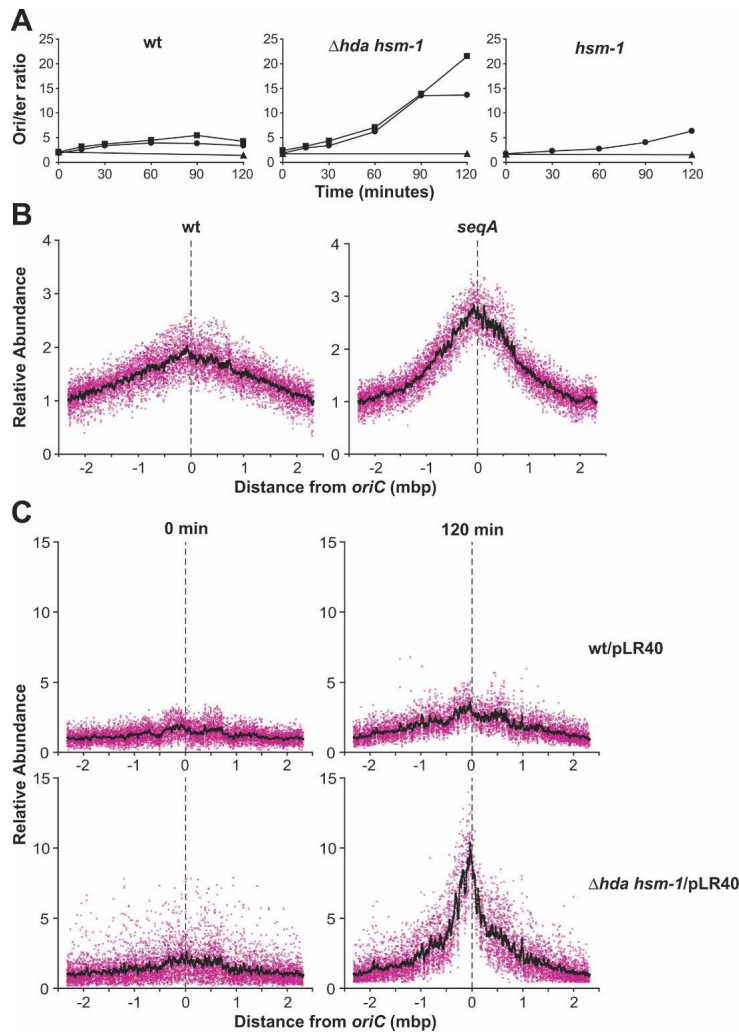 A
wt
Δhda hsm-1
hsm-1
Ori/ter ratio
25 25 25
20 20 20
15 15 15
10 10 10
5 5 5
0 0 0
0 30 60 90 120 0 30 60 90 120 0 30 60 90 120
Time (minutes)
B
wt
seqA
Relative Abundance
4 4
3 3
2 2
1 1
0 0
-2 -1 0 1 2 -2 -1 0 1 2
Distance from oriC (mbp)
C
0 min
120 min
Relative Abundance
15 15
10 10
5 5
0 0
-2 -1 0 1 2 -2 -1 0 1 2
wt/pLR40
Relative Abundance
15 15
10 10
5 5
0 0
-2 -1 0 1 2 -2 -1 0 1 2
Δhda hsm-1/pLR40
Distance from oriC (mbp)